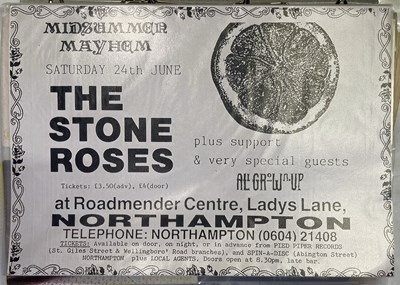 MIDSUMMER
MAYHEM
SATURDAY 24th JUNE
THE
STONE
ROSES
plus support
& very special guests
ALL GROWN-UP
Tickets: £3.50(adv), £4(door)
at Roadmender Centre, Ladys Lane,
NORTHAMPTON
TELEPHONE: NORTHAMPTON (0604) 21408
TICKETS: Available on door, on night, or in advance from PIED PIPER RECORDS
(St. Giles Street & Wellingboro' Road branches), and SPIN-A-DISC (Abington Street)
NORTHAMPTON plus LOCAL AGENTS. Doors open at 8.30pm, late bar.